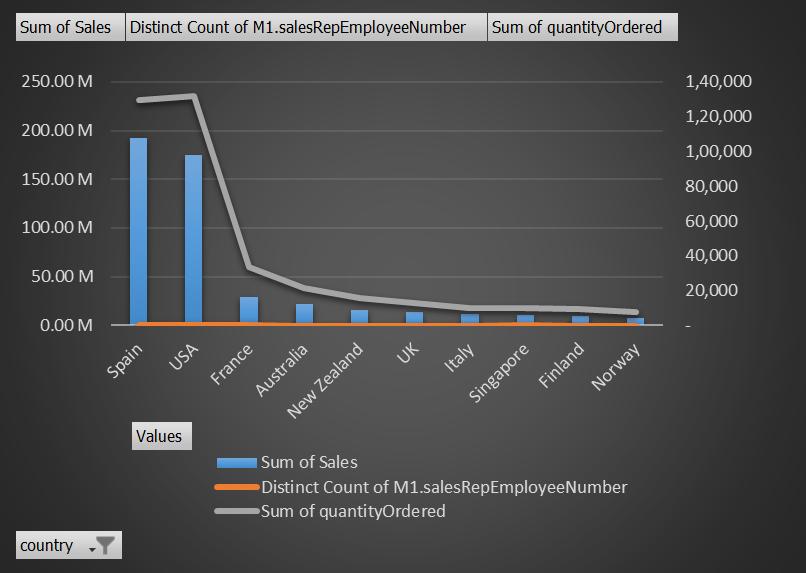 Sum of Sales Distinct Count of M1.salesRepEmployeeNumber Sum of quantityOrdered
250.00 M 1,40,000
1,20,000
200.00 M
1,00,000
150.00 M
80,000
100.00 M
60,000
50.00 M
40,000
20,000
0.00 M -
Spain USA France Australia New Zealand UK Italy Singapore Finland Norway
Values
Sum of Sales
Distinct Count of M1.salesRepEmployeeNumber
Sum of quantityOrdered
country